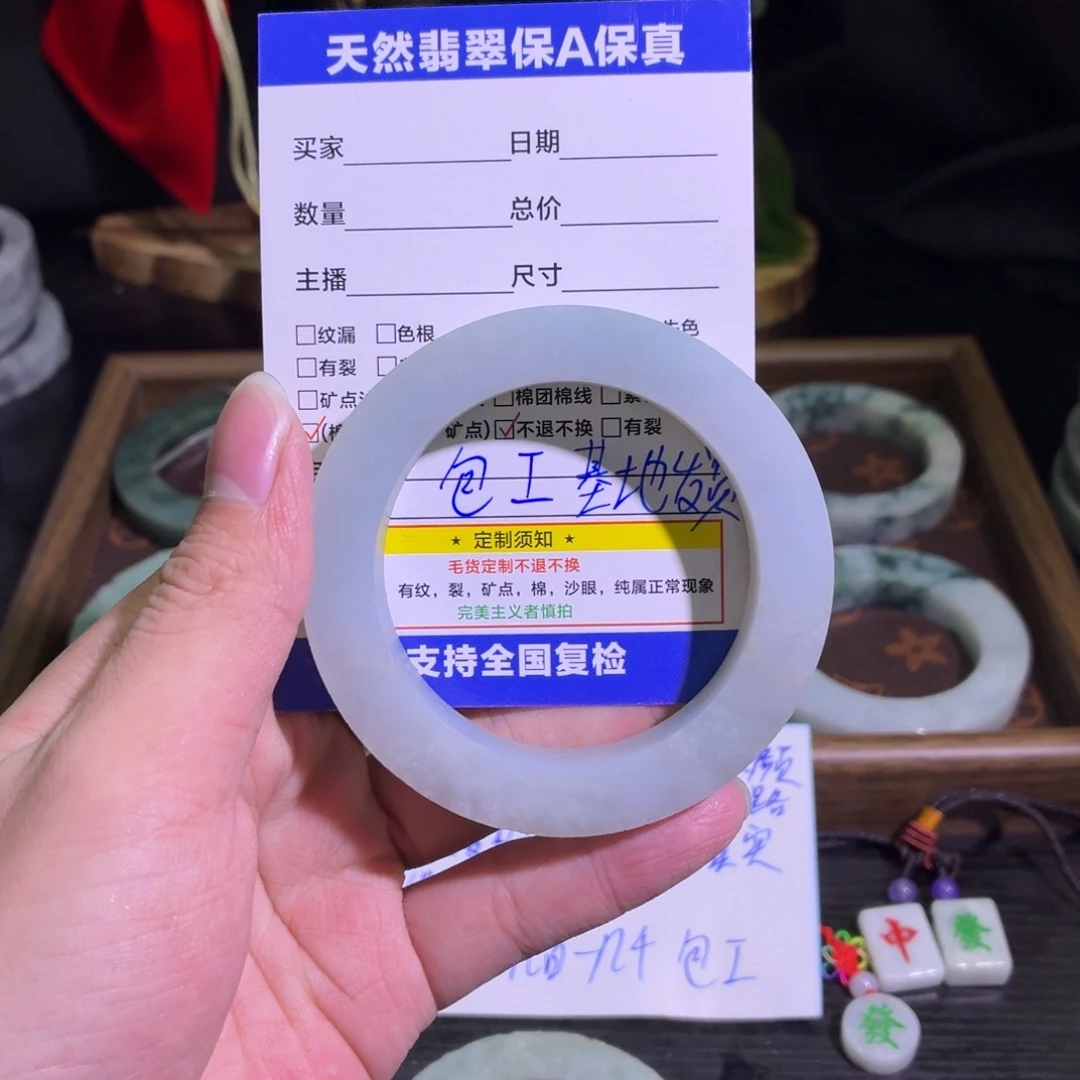 天然翡翠保A保真
买家 日期
数量 总价
主播 尺寸
□纹漏 □色根 色
□有裂 □
□矿点 □棉团棉线 □
☑(棉 矿点) ☑不退不换 □有裂
包工 基地发货
★ 定制须知 ★
毛货定制不退不换
有纹，裂，矿点，棉，沙眼，纯属正常现象
完美主义者慎拍
支持全国复检
包工
中
發
發